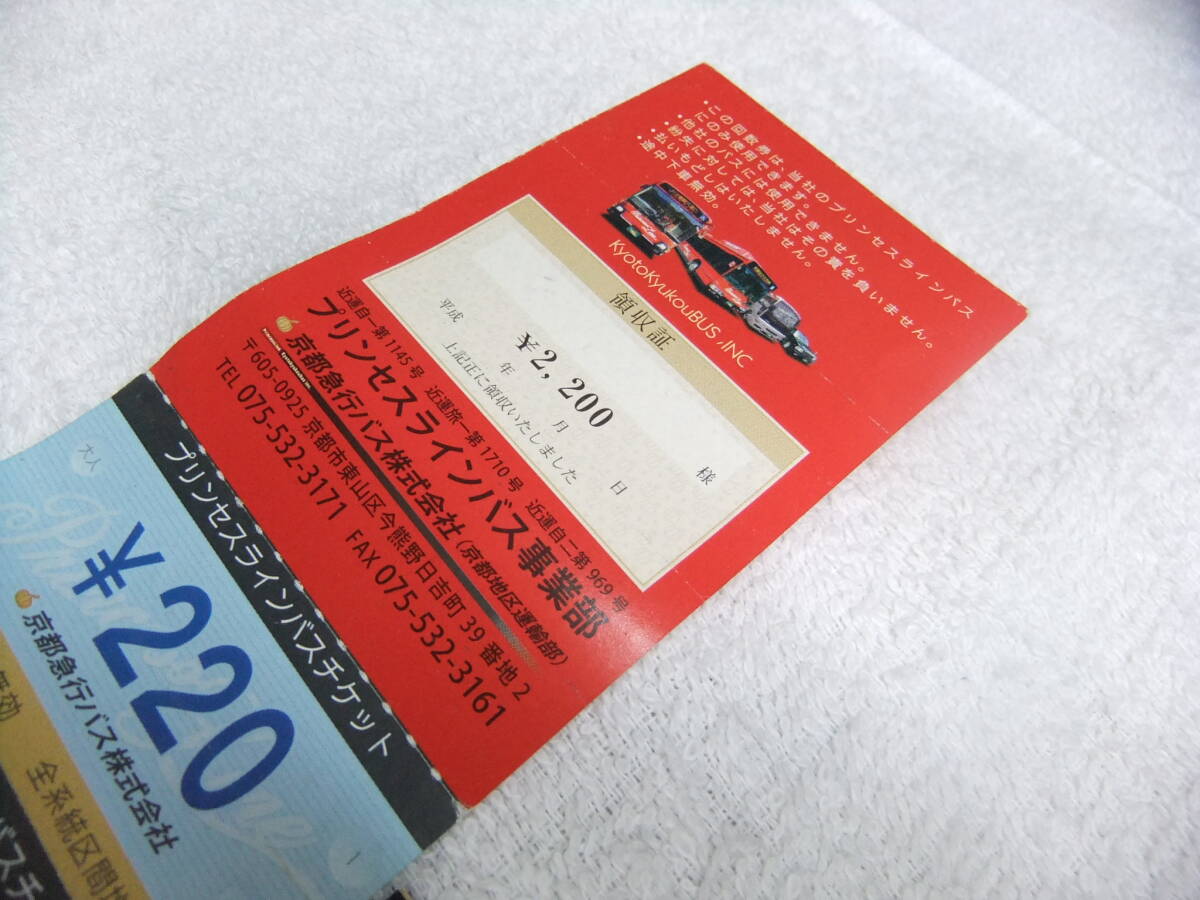 ・この回数券は、当社のプリンセスラインバス
にのみ使用できます。
・他社のバスには使用できません。
・紛失に対しては、当社はその責を負いません。
・払いもどしはいたしません。
・途中下車無効。
KyotoKyukouBUS ,INC
領収証
様
¥2,200
平成 年 月 日
上記正に領収いたしました
近運自一第1145号 近運旅一第1710号 近運自二第969号
プリンセスラインバス事業部
京都急行バス株式会社(京都地区運輸部)
〒605-0925 京都市東山区今熊野日吉町39番地2
TEL 075-532-3171 FAX 075-532-3161
プリンセスラインバスチケット
大人
¥220
京都急行バス株式会社
1
全系統区間